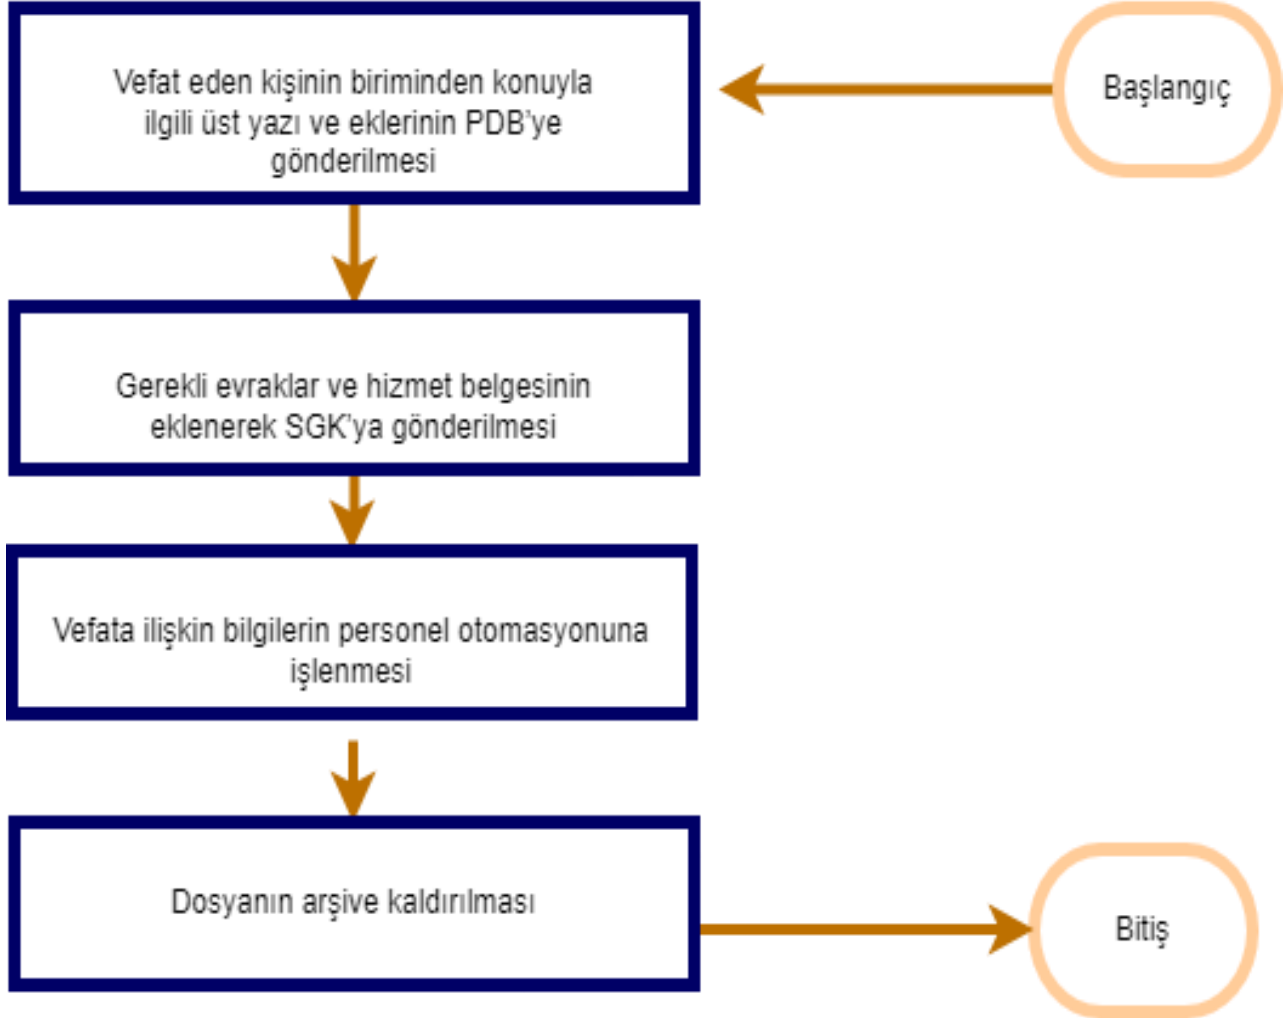 Başlangıç
Vefat eden kişinin biriminden konuyla
ilgili üst yazı ve eklerinin PDB'ye
gönderilmesi
Gerekli evraklar ve hizmet belgesinin
eklenerek SGK'ya gönderilmesi
Vefata ilişkin bilgilerin personel otomasyonuna
işlenmesi
Dosyanın arşive kaldırılması
Bitiş